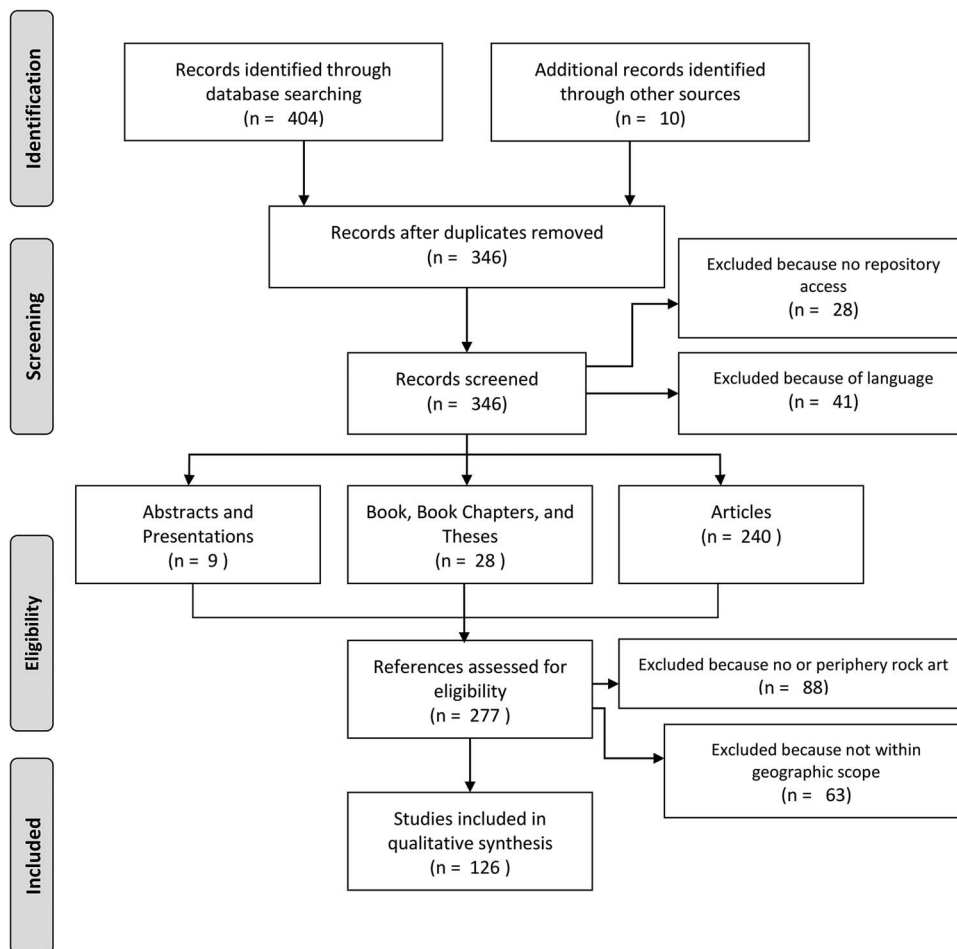 Identification
Records identified through
database searching
(n = 404)
Additional records identified
through other sources
(n = 10)
Records after duplicates removed
(n = 346)
Screening
Excluded because no repository
access
(n = 28)
Records screened
(n = 346)
Excluded because of language
(n = 41)
Eligibility
Abstracts and
Presentations
(n = 9 )
Book, Book Chapters, and
Theses
(n = 28 )
Articles
(n = 240 )
References assessed for
eligibility
(n = 277 )
Excluded because no or periphery rock art
(n = 88)
Excluded because not within
geographic scope
(n = 63)
Included
Studies included in
qualitative synthesis
(n = 126 )